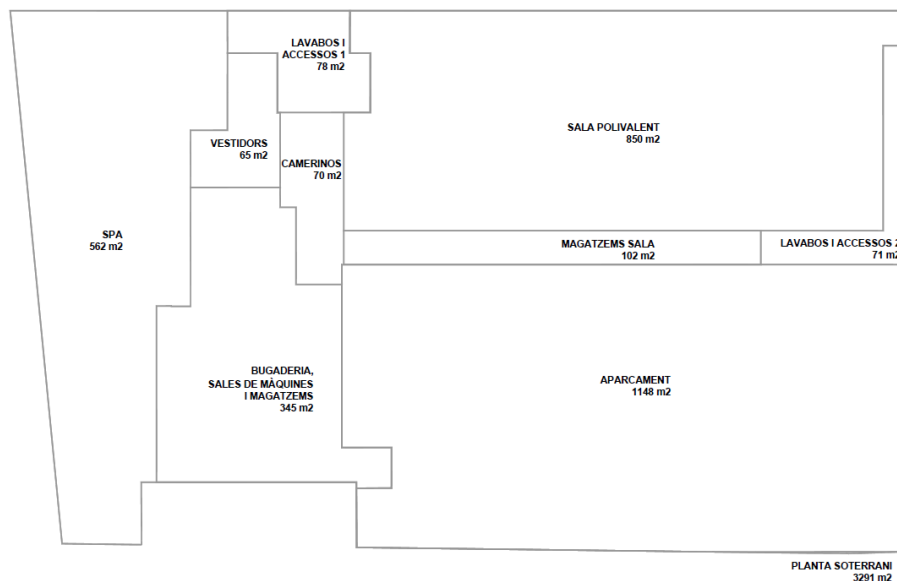 LAVABOS I
ACCESSOS 1
78 m2
SALA POLIVALENT
850 m2
VESTIDORS
65 m2
CAMERINOS
70 m2
SPA
562 m2
MAGATZEMS SALA
102 m2
LAVABOS I ACCESSOS 2
71 m2
BUGADERIA,
SALES DE MÀQUINES
I MAGATZEMS
345 m2
APARCAMENT
1148 m2
PLANTA SOTERRANI
3291 m2